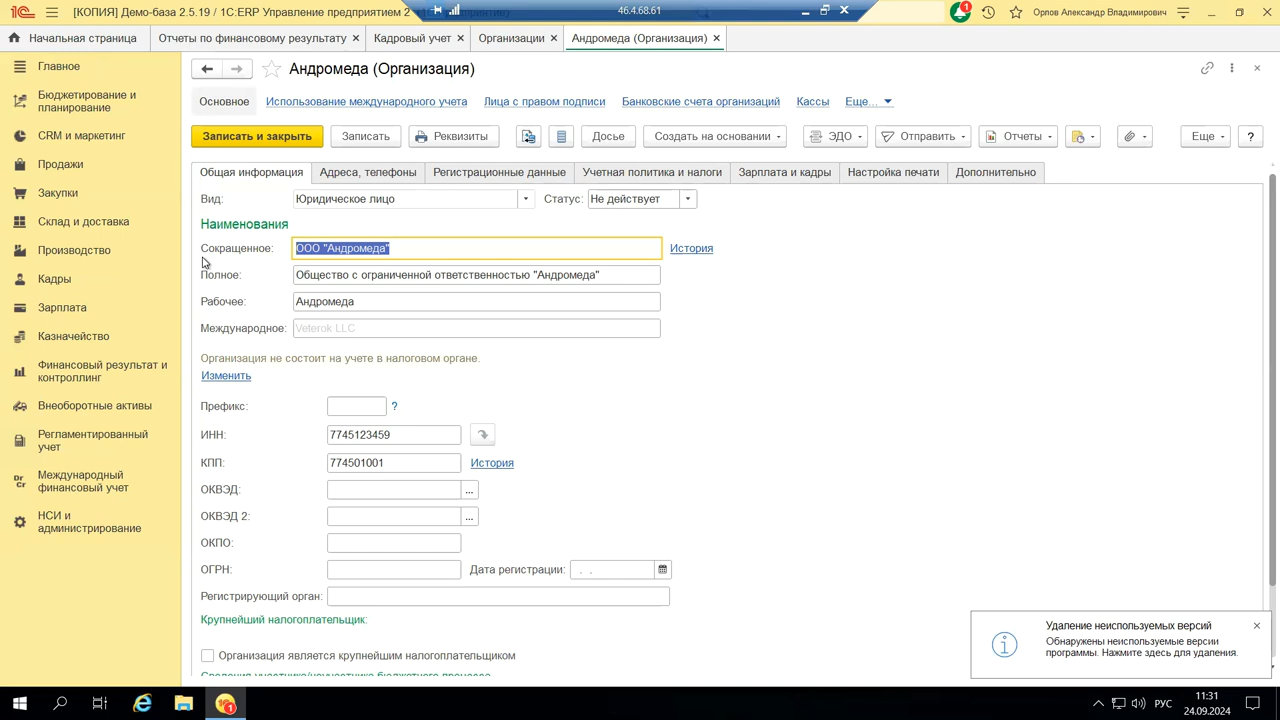 [КОПИЯ] Демо-база 2.5.19 / 1С:ERP Управление предприятием 2
46.4.68.61
Орлов Александр Владимирович
Начальная страница
Отчеты по финансовому результату
Кадровый учет
Организации
Андромеда (Организация)
Главное
Бюджетирование и планирование
CRM и маркетинг
Продажи
Закупки
Склад и доставка
Производство
Кадры
Зарплата
Казначейство
Финансовый результат и контроллинг
Внеоборотные активы
Регламентированный учет
Международный финансовый учет
НСИ и администрирование
Андромеда (Организация)
Основное Использование международного учета Лица с правом подписи Банковские счета организаций Кассы Еще...
Записать и закрыть Записать Реквизиты Досье Создать на основании ЭДО Отправить Отчеты Еще ?
Общая информация Адреса, телефоны Регистрационные данные Учетная политика и налоги Зарплата и кадры Настройка печати Дополнительно
Вид: Юридическое лицо Статус: Не действует
Наименования
Сокращенное: ООО "Андромеда" История
Полное: Общество с ограниченной ответственностью "Андромеда"
Рабочее: Андромеда
Международное: Veterok LLC
Организация не состоит на учете в налоговом органе.
Изменить
Префикс: ?
ИНН: 7745123459
КПП: 774501001 История
ОКВЭД: ...
ОКВЭД 2: ...
ОКПО:
ОГРН: Дата регистрации: . .
Регистрирующий орган:
Крупнейший налогоплательщик:
Организация является крупнейшим налогоплательщиком
Сведения участника/неучастника бюджетного процесса
Удаление неиспользуемых версий
Обнаружены неиспользуемые версии
программы. Нажмите здесь для удаления.
РУС
11:31
24.09.2024